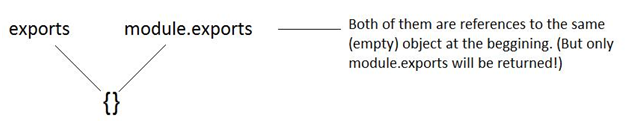 exports module.exports
Both of them are references to the same
(empty) object at the beggining. (But only
module.exports will be returned!)
{}